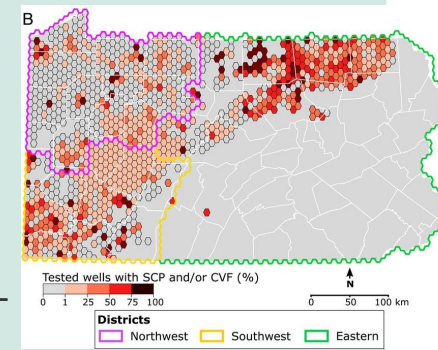 B
Tested wells with SCP and/or CVF (%)
0 1 25 50 75 100
N
0 50 100 km
Districts
Northwest Southwest Eastern